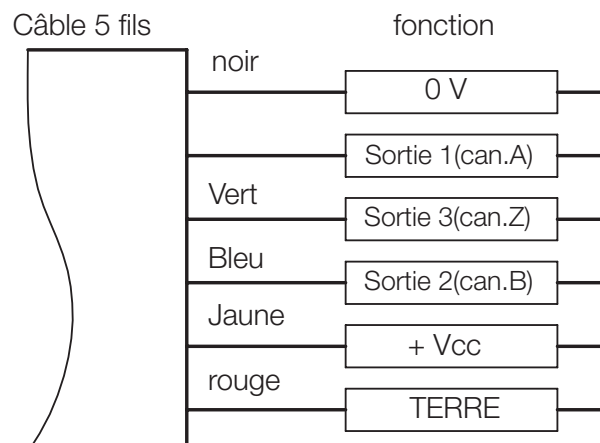 Câble 5 fils fonction
noir
0 V
Sortie 1(can.A)
Vert
Sortie 3(can.Z)
Bleu
Sortie 2(can.B)
Jaune
+ Vcc
rouge
TERRE